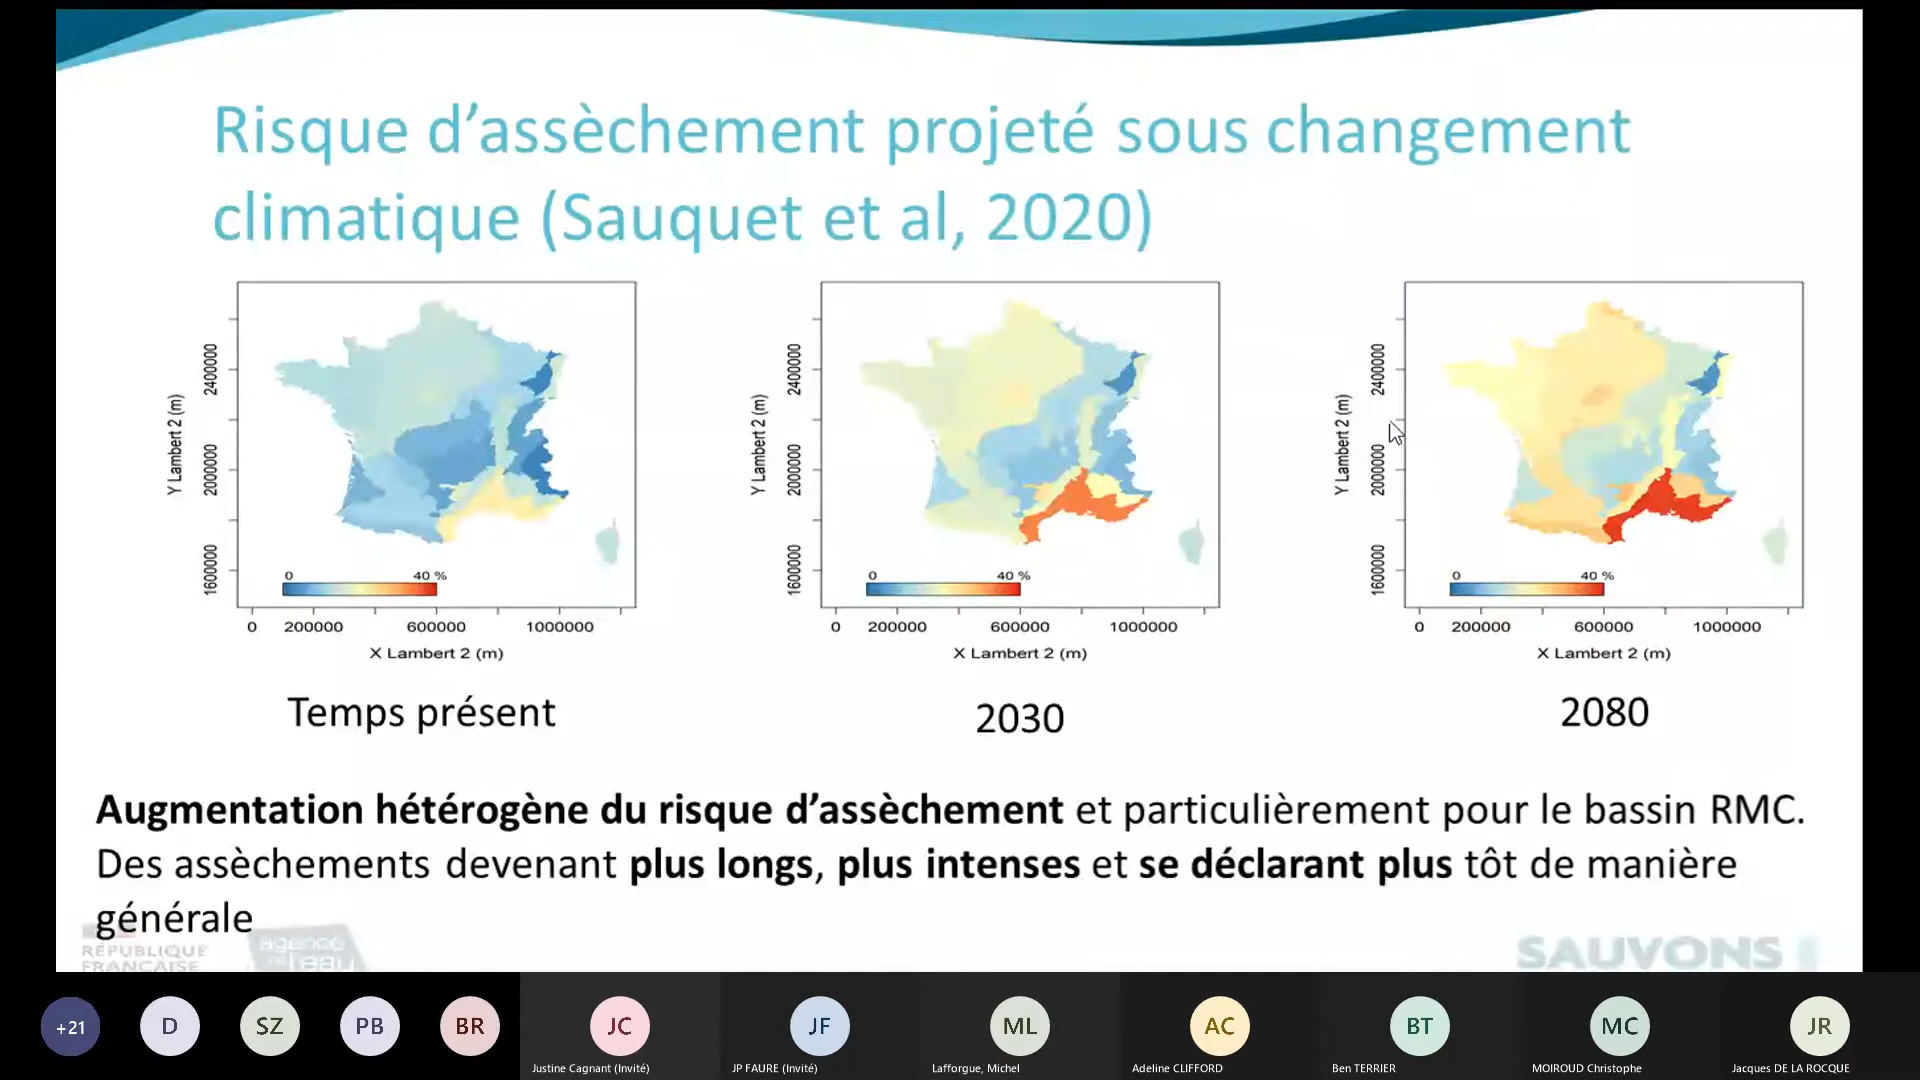 Risque d’assèchement projeté sous changement
climatique (Sauquet et al, 2020)
Y Lambert 2 (m)
1600000 2000000 2400000
0 40 %
0 200000 600000 1000000
X Lambert 2 (m)
Temps présent
Y Lambert 2 (m)
1600000 2000000 2400000
0 40 %
0 200000 600000 1000000
X Lambert 2 (m)
2030
Y Lambert 2 (m)
1600000 2000000 2400000
0 40 %
0 200000 600000 1000000
X Lambert 2 (m)
2080
Augmentation hétérogène du risque d’assèchement et particulièrement pour le bassin RMC.
Des assèchements devenant plus longs, plus intenses et se déclarant plus tôt de manière
générale
RÉPUBLIQUE
FRANÇAISE
agence
de l'eau
SAUVONS
+21 D SZ PB BR JC JF ML AC BT MC JR
Justine Cagnant (Invité) JP FAURE (Invité) Lafforgue, Michel Adeline CLIFFORD Ben TERRIER MOIROUD Christophe Jacques DE LA ROCQUE